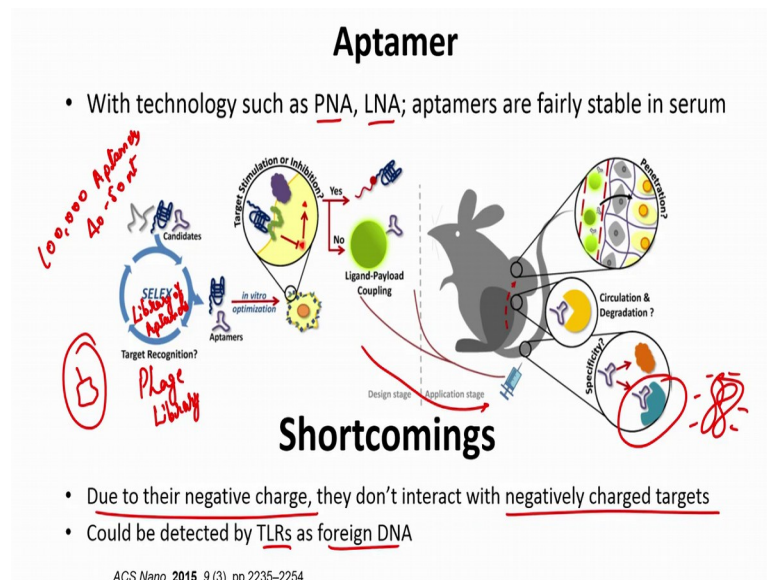 Aptamer
• With technology such as PNA, LNA; aptamers are fairly stable in serum
100,000 Aptamers
40-50 nt
Candidates
SELEX
Library of
Aptamers
Target Recognition?
Phage
Library
Aptamers
in vitro
optimization
Target Stimulation or Inhibition?
Yes
No
Ligand-Payload
Coupling
Design stage
Application stage
Penetration?
Circulation &
Degradation ?
Specificity?
Shortcomings
• Due to their negative charge, they don't interact with negatively charged targets
• Could be detected by TLRs as foreign DNA
ACS Nano, 2015, 9 (3), pp 2235–2254